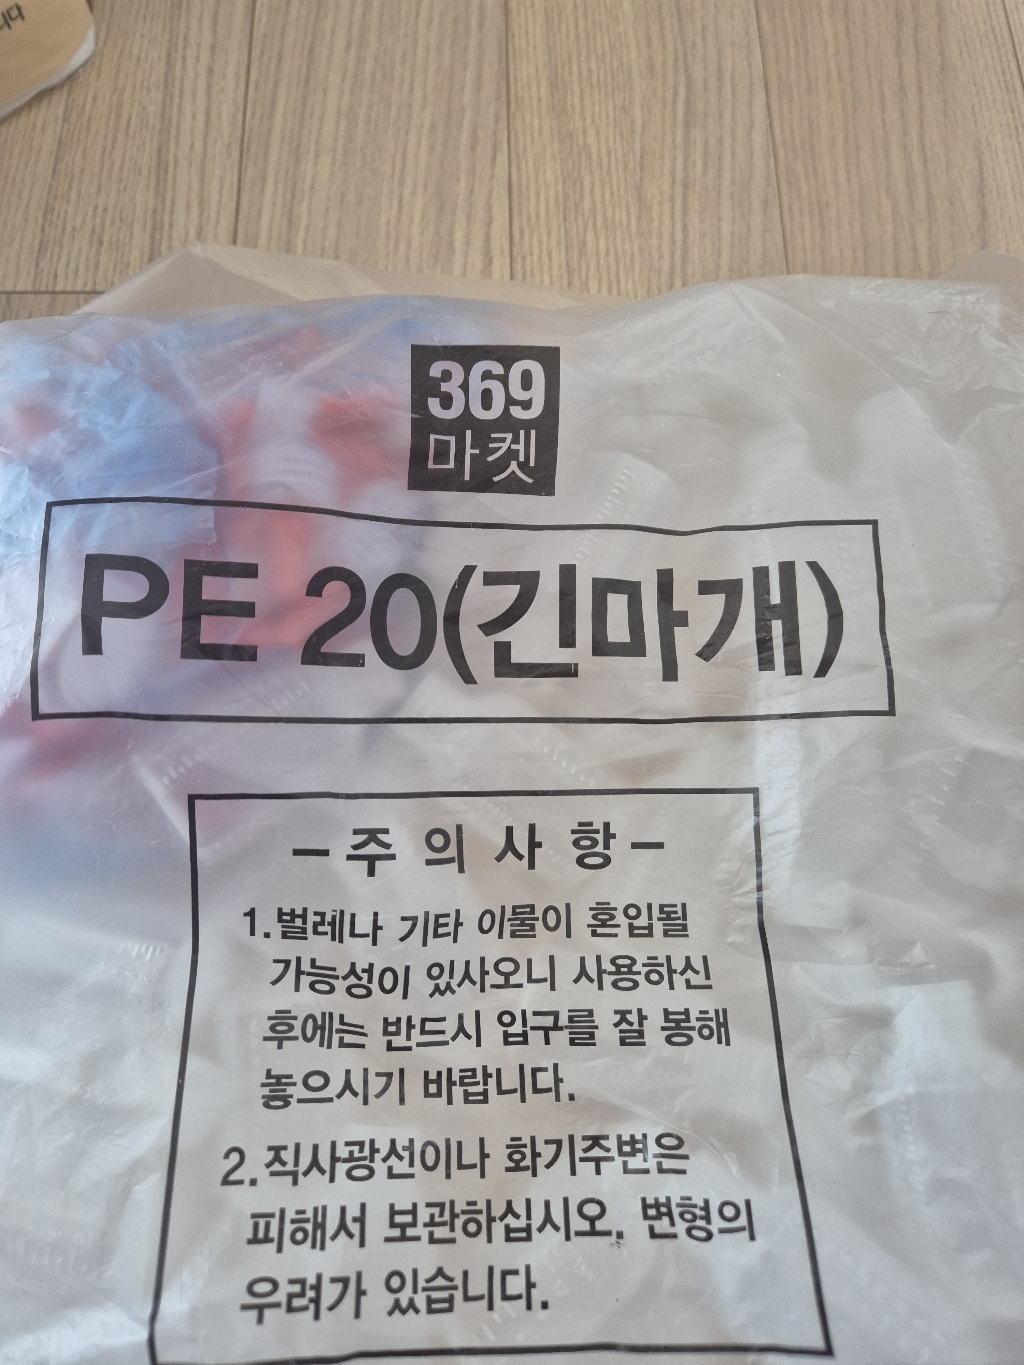 니다
369
마켓
PE 20(긴마개)
-주 의 사 항-
1.벌레나 기타 이물이 혼입될
가능성이 있사오니 사용하신
후에는 반드시 입구를 잘 봉해
놓으시기 바랍니다.
2.직사광선이나 화기주변은
피해서 보관하십시오. 변형의
우려가 있습니다.